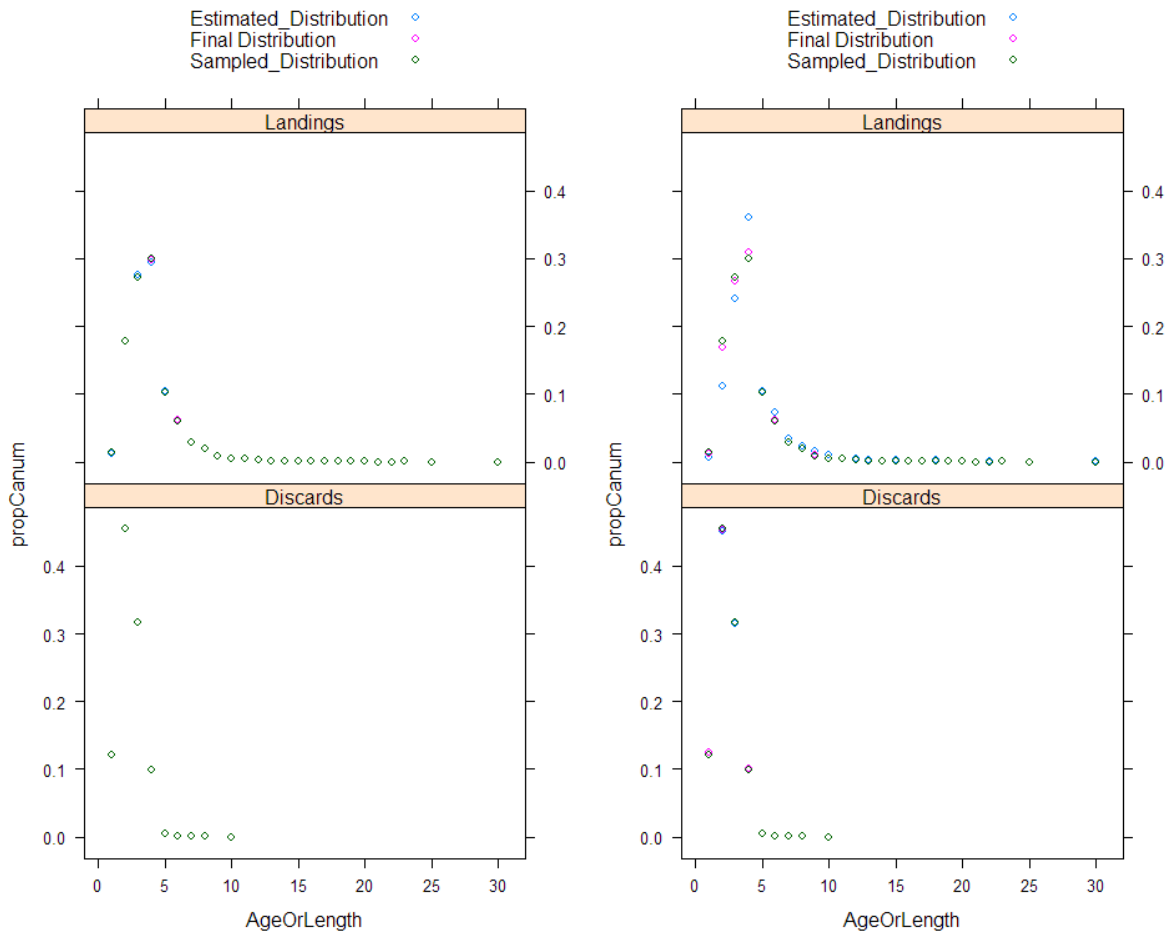 Estimated_Distribution
Final Distribution
Sampled_Distribution
Landings
0.4
0.3
0.2
0.1
0.0
Discards
0.4
0.3
0.2
0.1
0.0
propCanum
0 5 10 15 20 25 30
AgeOrLength
Estimated_Distribution
Final Distribution
Sampled_Distribution
Landings
0.4
0.3
0.2
0.1
0.0
Discards
0.4
0.3
0.2
0.1
0.0
propCanum
0 5 10 15 20 25 30
AgeOrLength